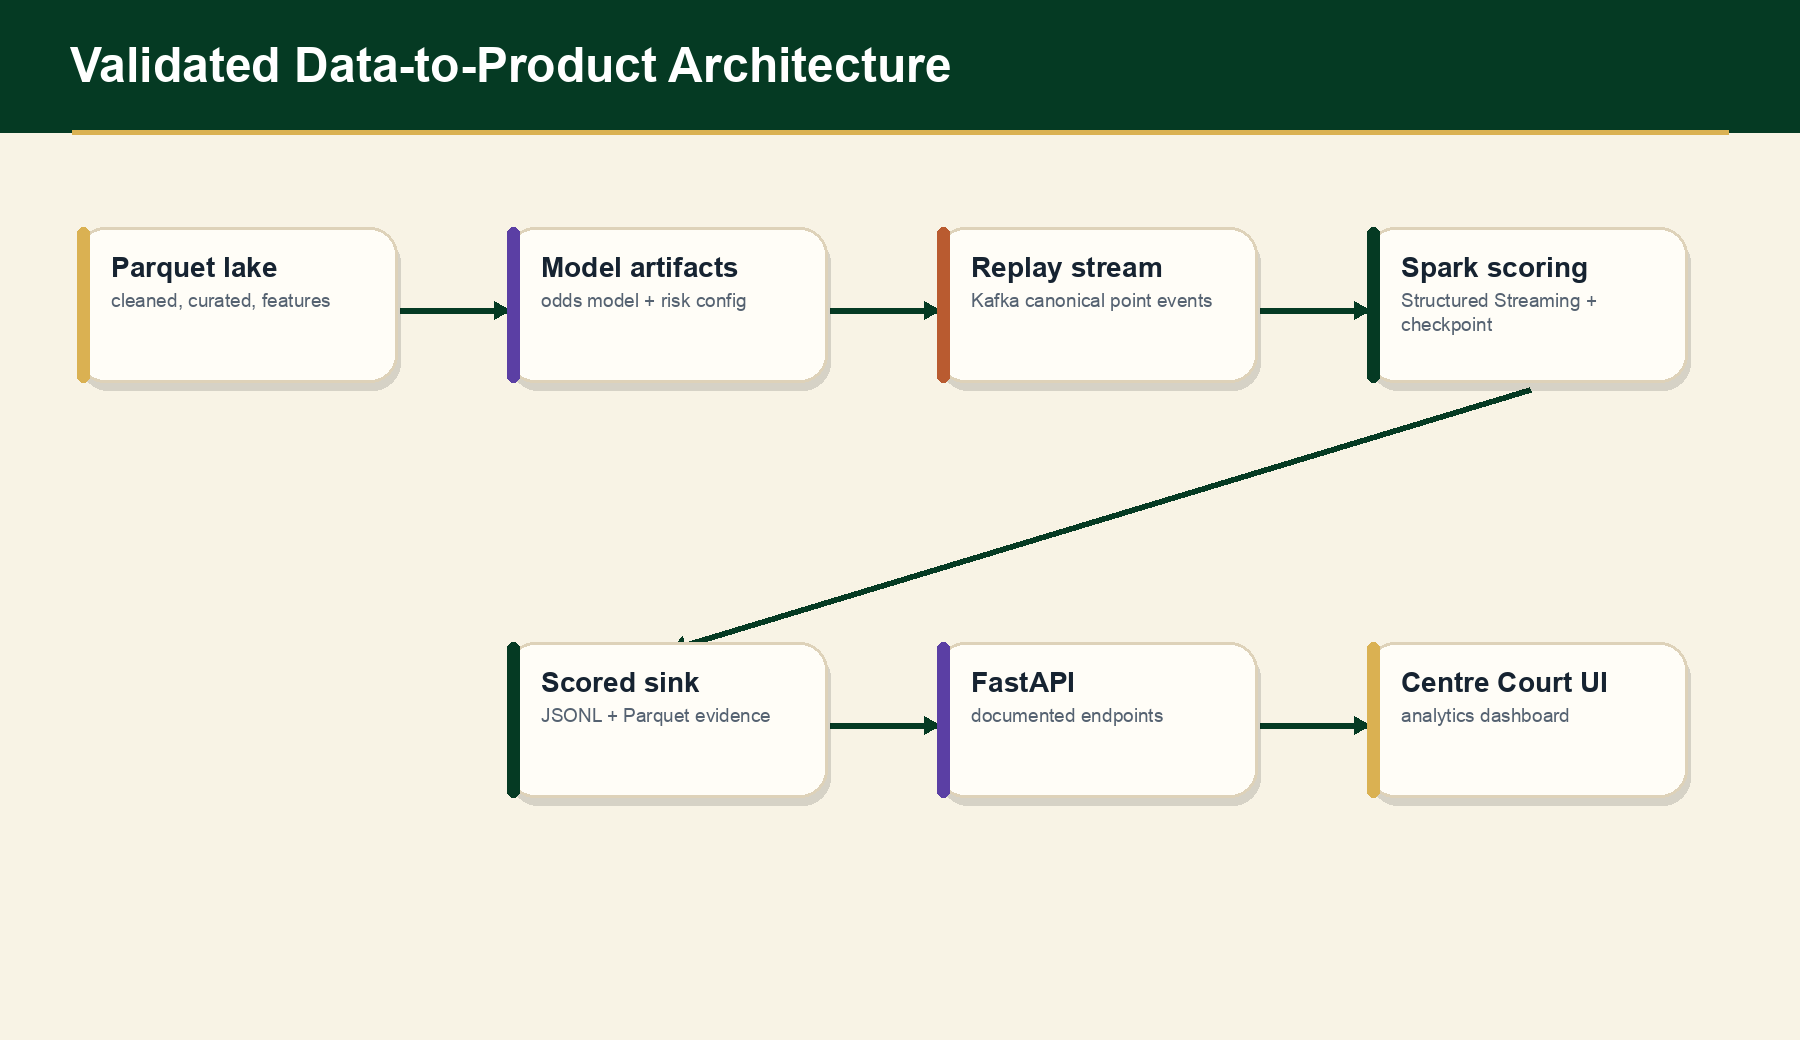 Validated Data-to-Product Architecture
Parquet lake
cleaned, curated, features
Model artifacts
odds model + risk config
Replay stream
Kafka canonical point events
Spark scoring
Structured Streaming +
checkpoint
Scored sink
JSONL + Parquet evidence
FastAPI
documented endpoints
Centre Court UI
analytics dashboard